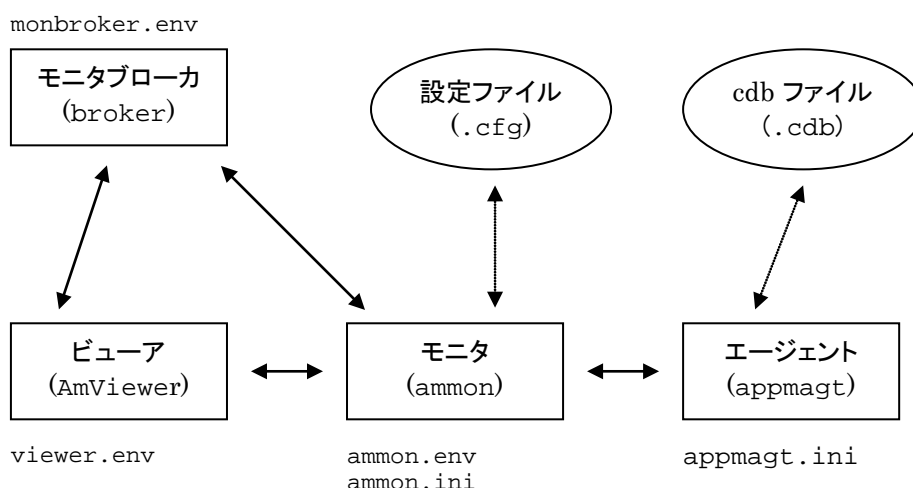 monbroker.env
モニタブローカ
(broker)
設定ファイル
(.cfg)
cdb ファイル
(.cdb)
ビューア
(AmViewer)
モニタ
(ammon)
エージェント
(appmagt)
viewer.env
ammon.env
ammon.ini
appmagt.ini